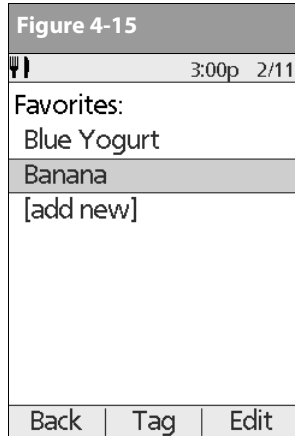 Figure 4-15
3:00p 2/11
Favorites:
Blue Yogurt
Banana
[add new]
Back | Tag | Edit